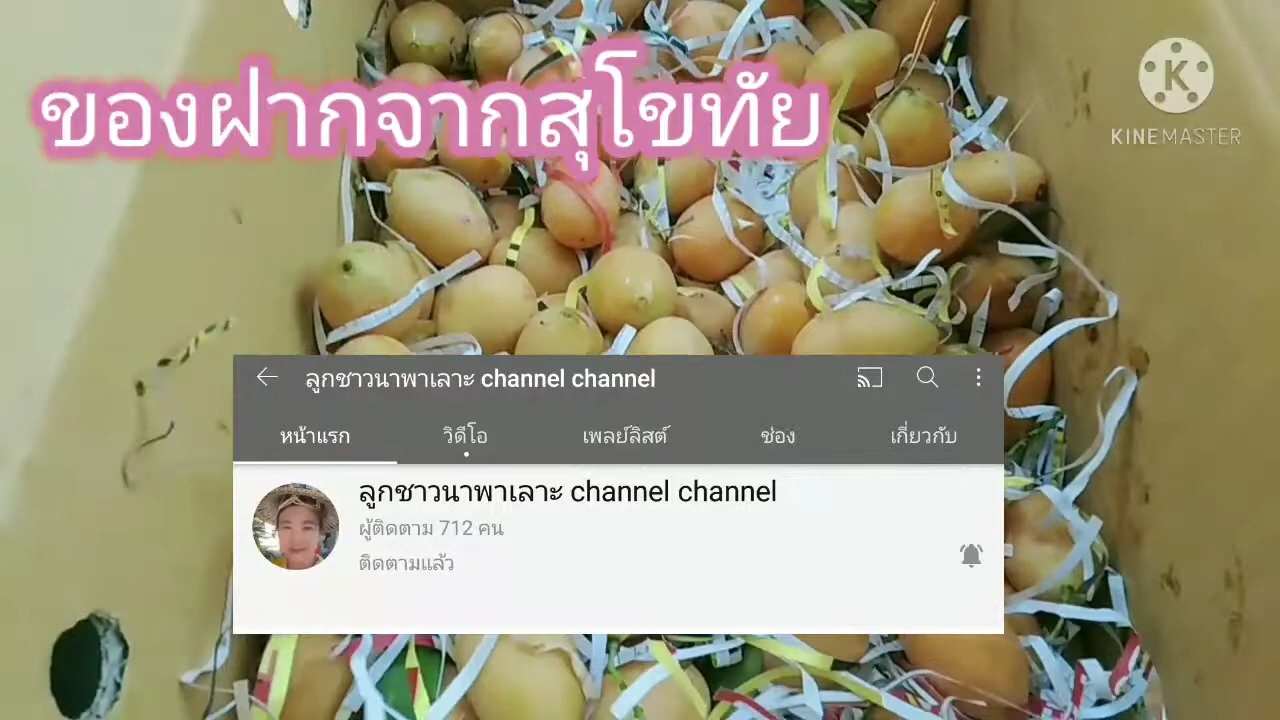 ของฝากจากสุโขทัย
KINEMASTER
ลูกชาวนาพาเลาะ channel channel
หน้าแรก วิดีโอ เพลย์ลิสต์ ช่อง เกี่ยวกับ
ลูกชาวนาพาเลาะ channel channel
ผู้ติดตาม 712 คน
ติดตามแล้ว